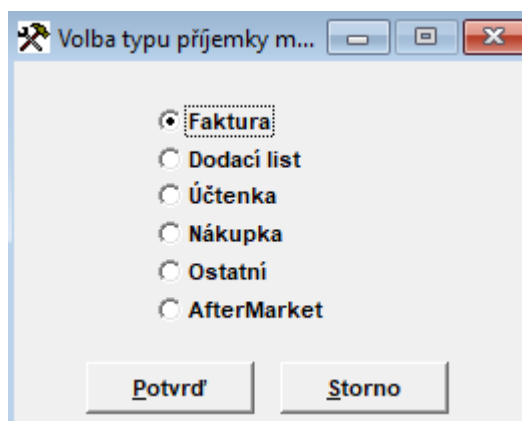 Volba typu příjemky m...
Faktura
Dodací list
Účtenka
Nákupka
Ostatní
AfterMarket
Potvrď Storno